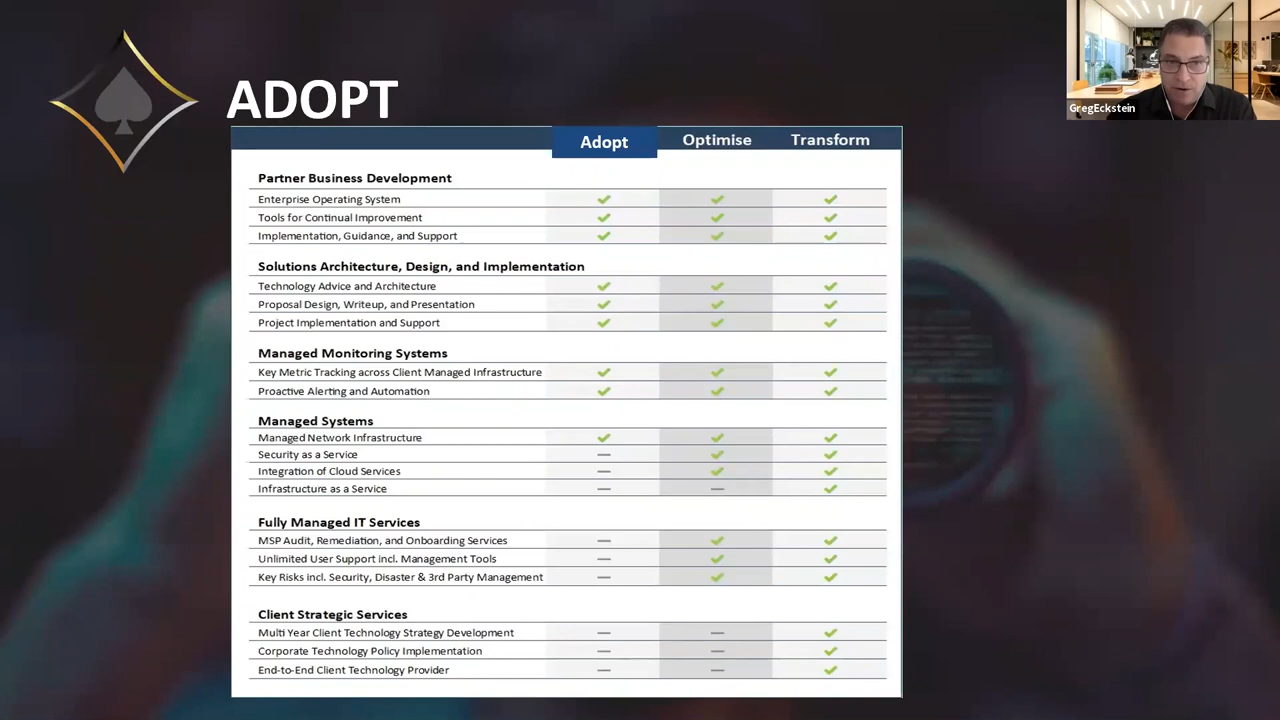 ADOPT
GregEckstein
Adopt Optimise Transform
Partner Business Development
Enterprise Operating System
Tools for Continual Improvement
Implementation, Guidance, and Support
Solutions Architecture, Design, and Implementation
Technology Advice and Architecture
Proposal Design, Writeup, and Presentation
Project Implementation and Support
Managed Monitoring Systems
Key Metric Tracking across Client Managed Infrastructure
Proactive Alerting and Automation
Managed Systems
Managed Network Infrastructure
Security as a Service
Integration of Cloud Services
Infrastructure as a Service
Fully Managed IT Services
MSP Audit, Remediation, and Onboarding Services
Unlimited User Support incl. Management Tools
Key Risks incl. Security, Disaster & 3rd Party Management
Client Strategic Services
Multi Year Client Technology Strategy Development
Corporate Technology Policy Implementation
End-to-End Client Technology Provider